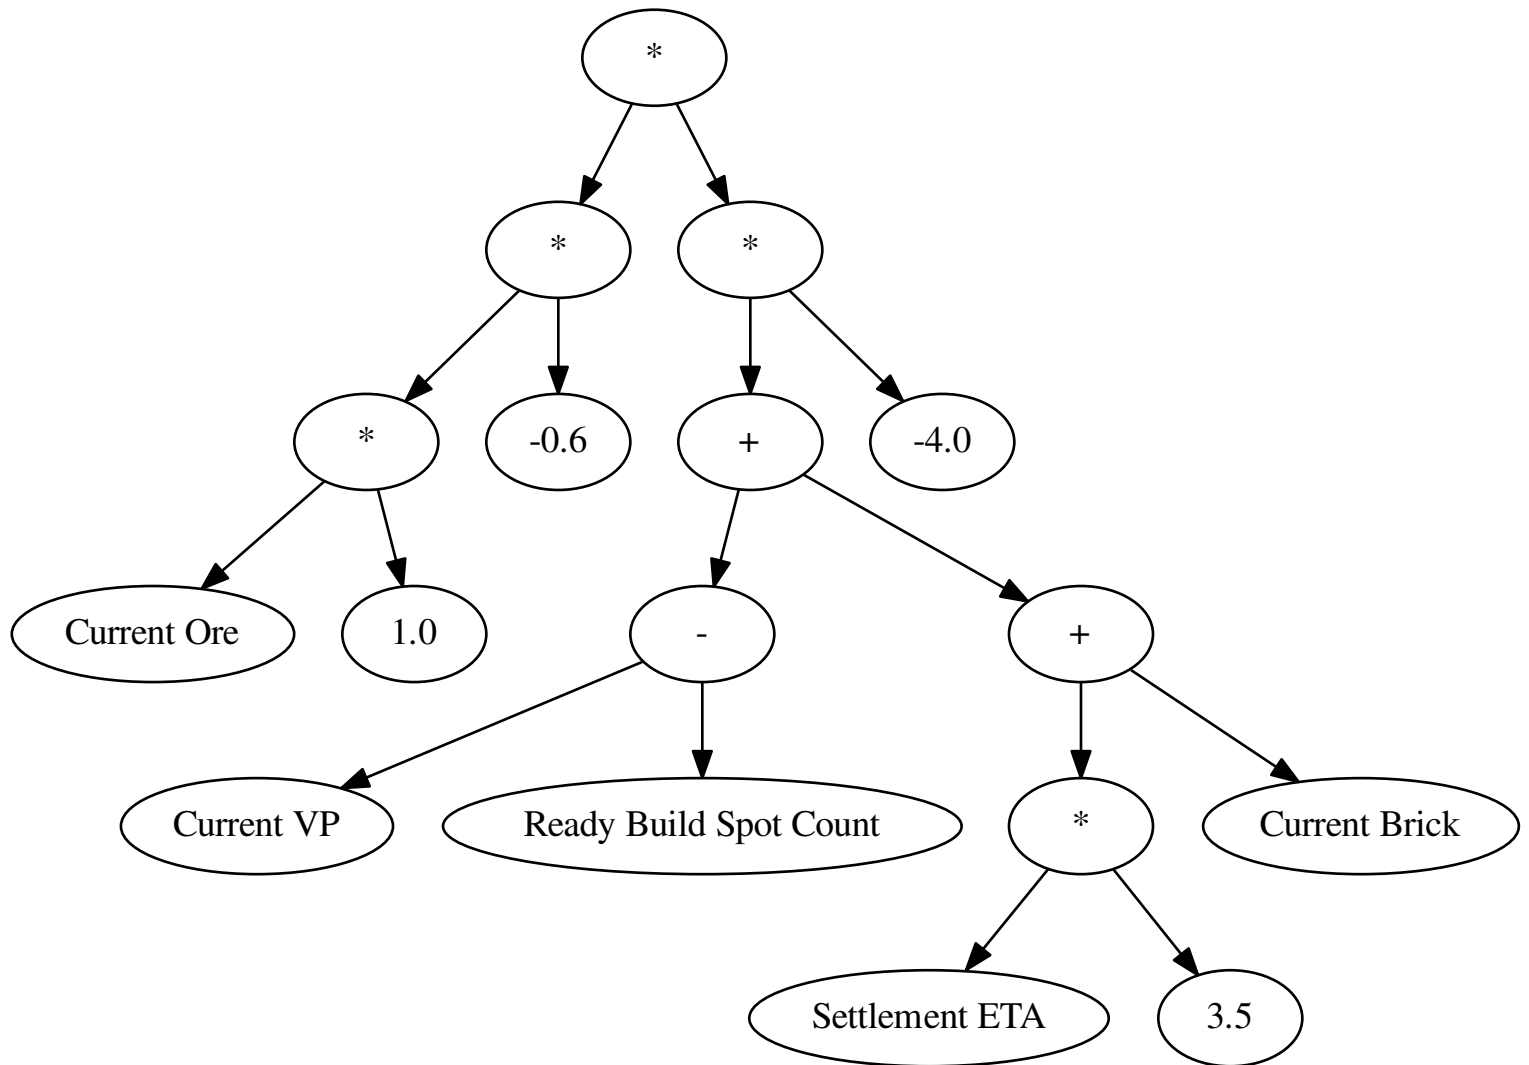 *
* *
* -0.6 + -4.0
Current Ore 1.0 - +
Current VP Ready Build Spot Count * Current Brick
Settlement ETA 3.5